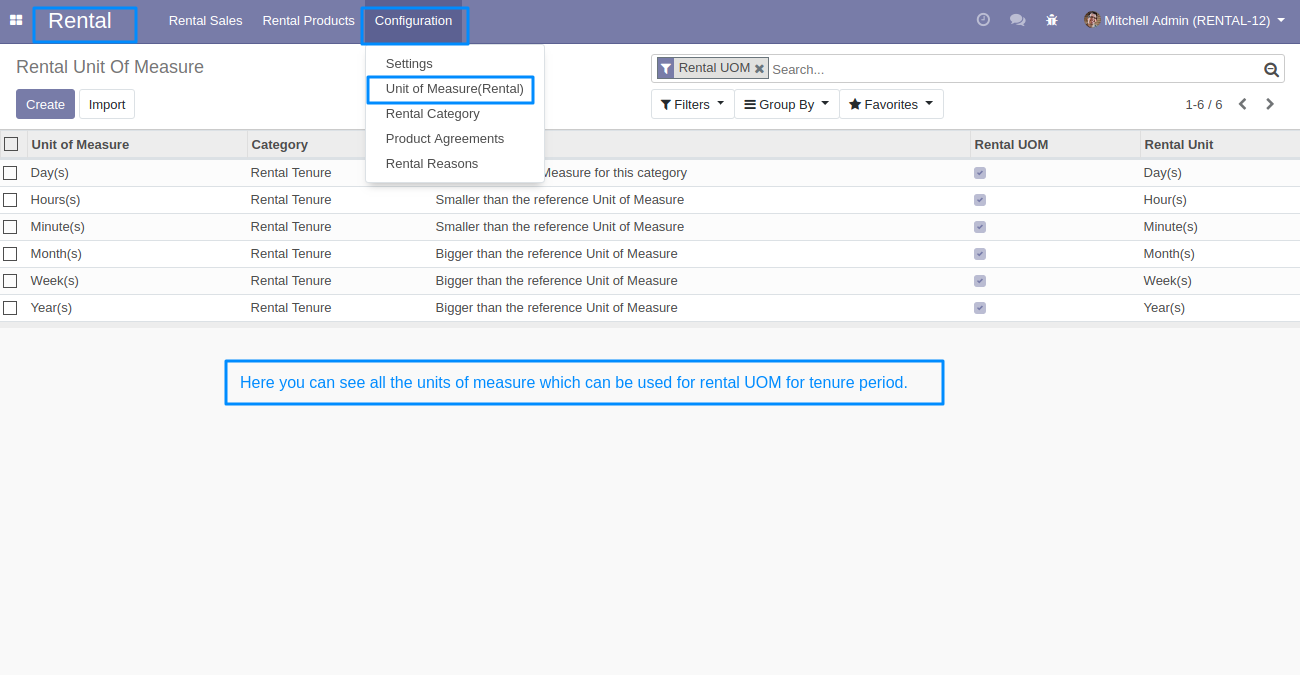 Rental Rental Sales Rental Products Configuration Mitchell Admin (RENTAL-12)
Rental Unit Of Measure
Rental UOM Search...
Create Import
Filters Group By Favorites 1-6 / 6
Settings
Unit of Measure(Rental)
Rental Category
Product Agreements
Rental Reasons
Unit of Measure Category Rental UOM Rental Unit
Day(s) Rental Tenure Measure for this category Day(s)
Hours(s) Rental Tenure Smaller than the reference Unit of Measure Hour(s)
Minute(s) Rental Tenure Smaller than the reference Unit of Measure Minute(s)
Month(s) Rental Tenure Bigger than the reference Unit of Measure Month(s)
Week(s) Rental Tenure Bigger than the reference Unit of Measure Week(s)
Year(s) Rental Tenure Bigger than the reference Unit of Measure Year(s)
Here you can see all the units of measure which can be used for rental UOM for tenure period.